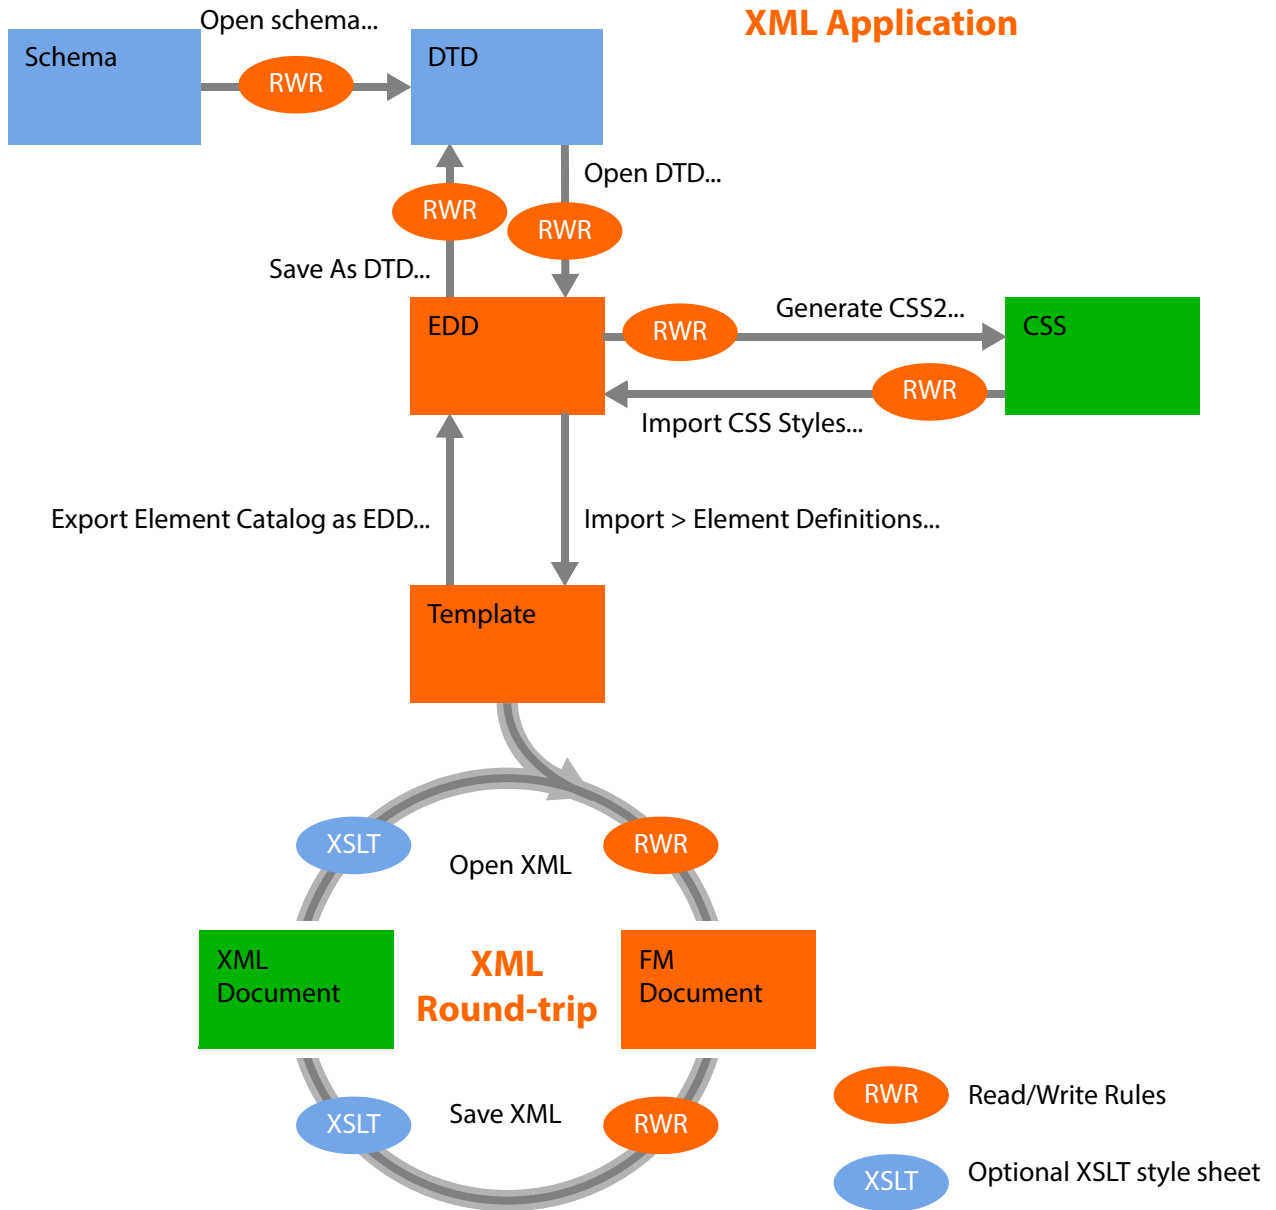 Open schema...
XML Application
Schema
RWR
DTD
Open DTD...
RWR
RWR
Save As DTD...
EDD
RWR
Generate CSS2...
CSS
RWR
Import CSS Styles...
Export Element Catalog as EDD...
Import > Element Definitions...
Template
XSLT
Open XML
RWR
XML
Document
XML
Round-trip
FM
Document
XSLT
Save XML
RWR
RWR
Read/Write Rules
XSLT
Optional XSLT style sheet